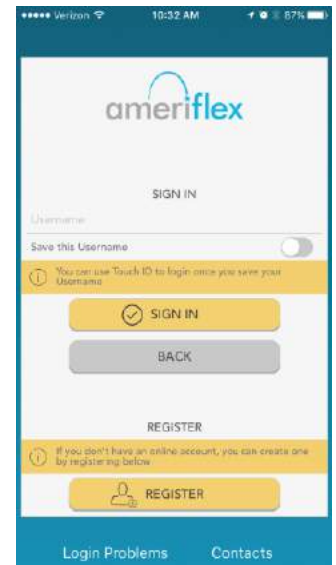 Verizon 10:32 AM 87%
ameriflex
SIGN IN
Username
Save this Username
You can use Touch ID to login once you save your
Username
SIGN IN
BACK
REGISTER
If you don't have an online account, you can create one
by registering below
REGISTER
Login Problems Contacts